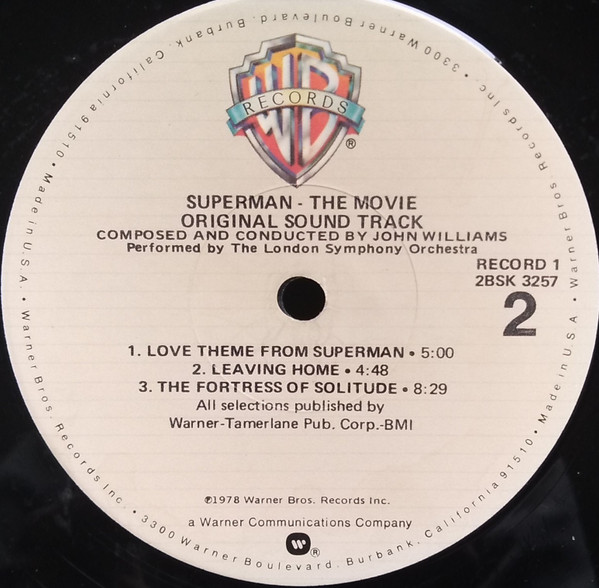 WB
RECORDS
®
SUPERMAN - THE MOVIE
ORIGINAL SOUND TRACK
COMPOSED AND CONDUCTED BY JOHN WILLIAMS
Performed by The London Symphony Orchestra
RECORD 1
2BSK 3257
2
1. LOVE THEME FROM SUPERMAN • 5:00
2. LEAVING HOME • 4:48
3. THE FORTRESS OF SOLITUDE • 8:29
All selections published by
Warner-Tamerlane Pub. Corp.-BMI
℗1978 Warner Bros. Records Inc.
a Warner Communications Company
®
Warner Bros. Records Inc. • 3300 Warner Boulevard, Burbank, California 91510 • Made in U.S.A. • Warner Bros. Records Inc. • 3300 Warner Boulevard, Burbank, California 91510 • Made in U.S.A. •